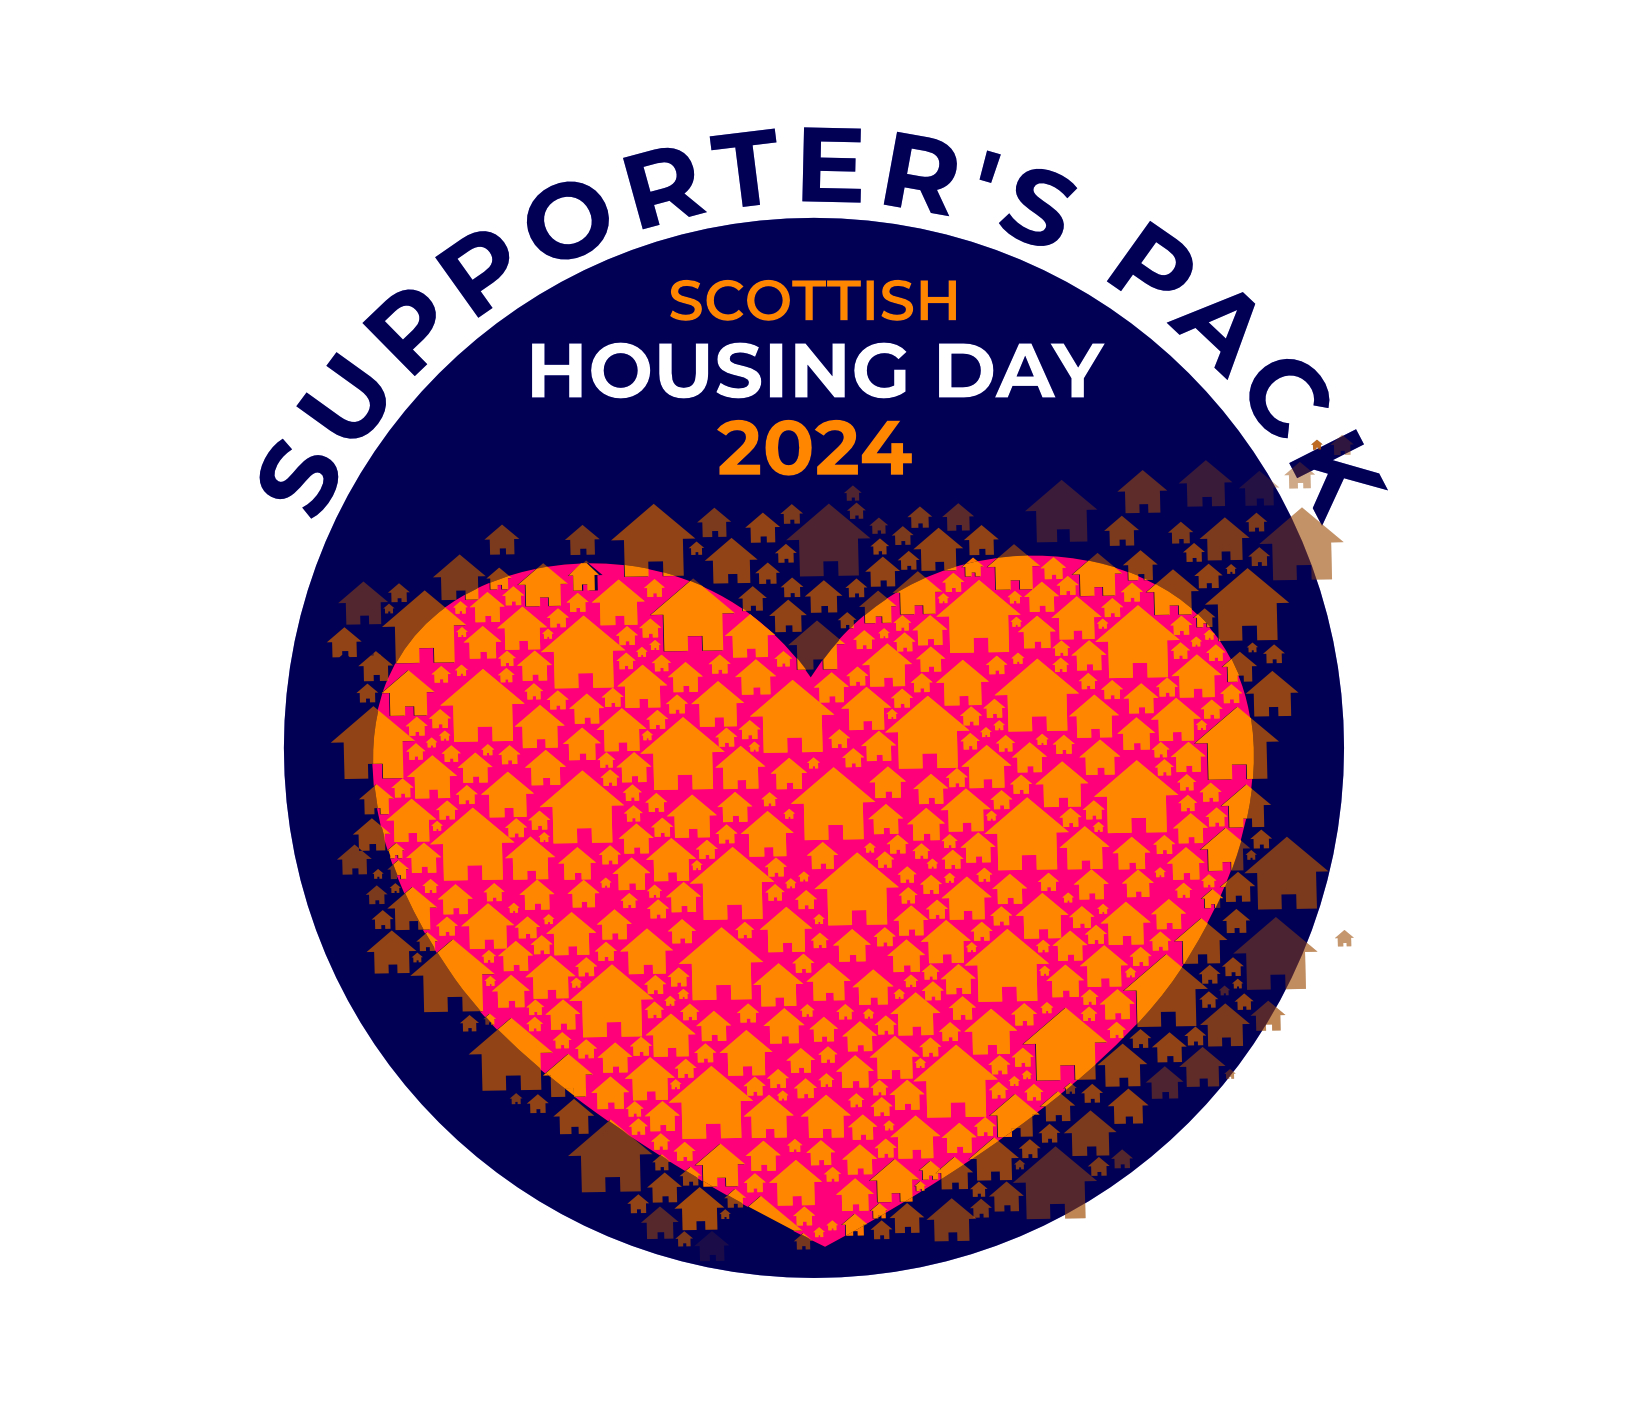 SUPPORTER'S PACK
SCOTTISH
HOUSING DAY
2024